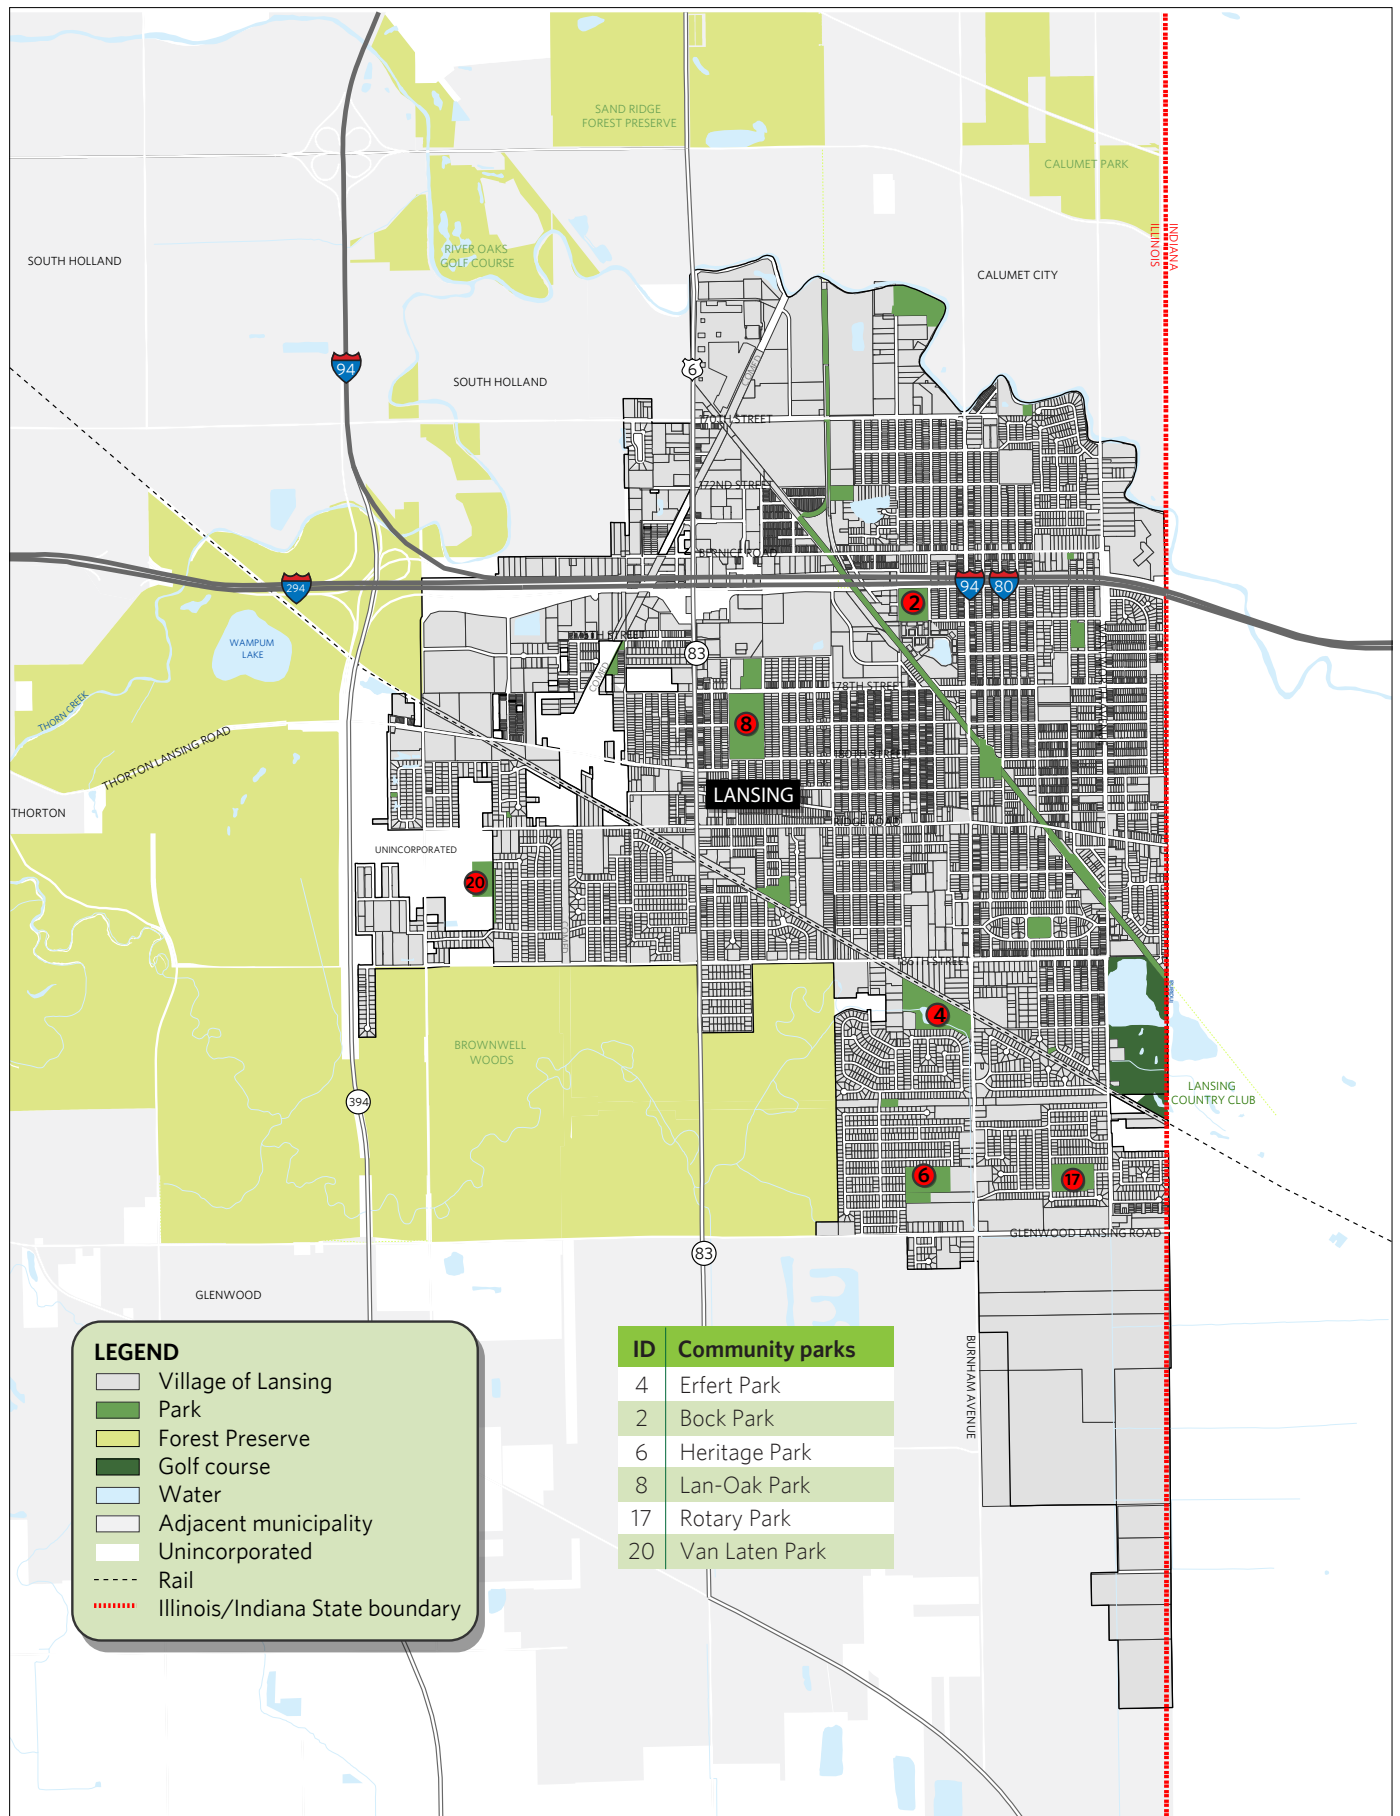 SAND RIDGE
FOREST PRESERVE
CALUMET PARK
INDIANA
ILLINOIS
RIVER OAKS
GOLF COURSE
SOUTH HOLLAND
CALUMET CITY
94
6
COMED
SOUTH HOLLAND
170TH STREET
172ND STREET
BERNICE ROAD
294
94
80
2
WAMPUM
LAKE
83
178TH STREET
THORN CREEK
8
THORTON LANSING ROAD
LANSING
THORTON
RIDGE ROAD
UNINCORPORATED
20
COMED
186TH STREET
4
BROWNWELL
WOODS
LANSING
COUNTRY CLUB
394
6
17
GLENWOOD LANSING ROAD
83
GLENWOOD
BURNHAM AVENUE
LEGEND
Village of Lansing
Park
Forest Preserve
Golf course
Water
Adjacent municipality
Unincorporated
Rail
Illinois/Indiana State boundary
ID Community parks
4 Erfert Park
2 Bock Park
6 Heritage Park
8 Lan-Oak Park
17 Rotary Park
20 Van Laten Park